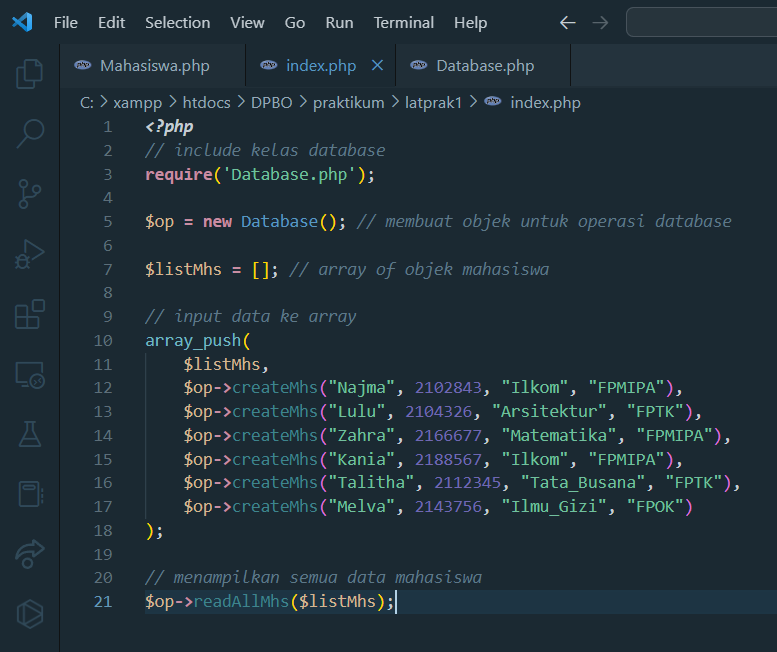 File Edit Selection View Go Run Terminal Help
Mahasiswa.php index.php Database.php
C: > xampp > htdocs > DPBO > praktikum > latprak1 > index.php
1 <?php
2 // include kelas database
3 require('Database.php');
4
5 $op = new Database(); // membuat objek untuk operasi database
6
7 $listMhs = []; // array of objek mahasiswa
8
9 // input data ke array
10 array_push(
11 $listMhs,
12 $op->createMhs("Najma", 2102843, "Ilkom", "FPMIPA"),
13 $op->createMhs("Lulu", 2104326, "Arsitektur", "FPTK"),
14 $op->createMhs("Zahra", 2166677, "Matematika", "FPMIPA"),
15 $op->createMhs("Kania", 2188567, "Ilkom", "FPMIPA"),
16 $op->createMhs("Talitha", 2112345, "Tata_Busana", "FPTK"),
17 $op->createMhs("Melva", 2143756, "Ilmu_Gizi", "FPOK")
18 );
19
20 // menampilkan semua data mahasiswa
21 $op->readAllMhs($listMhs);